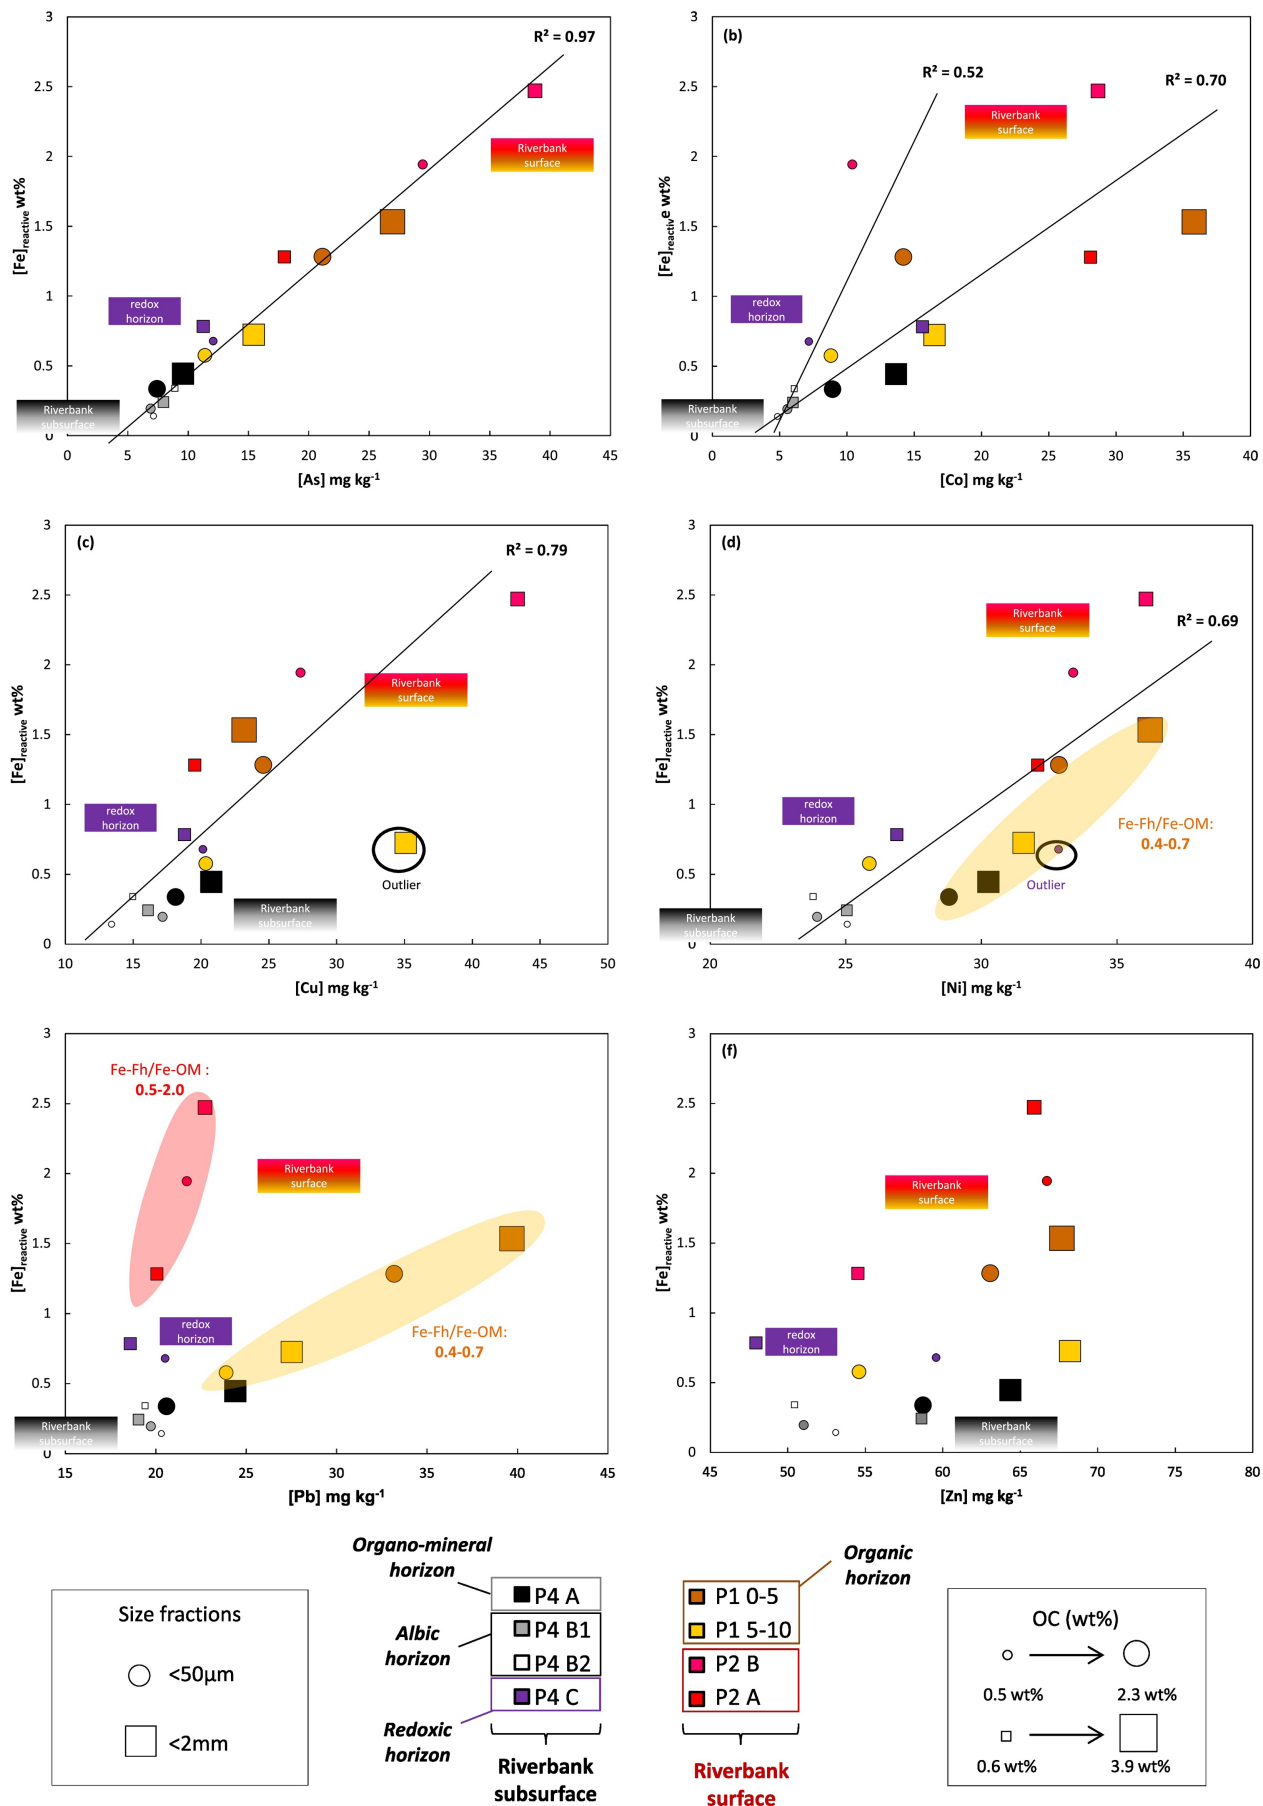 3
2.5
2
1.5
1
0.5
0
[Fe]reactive wt%
R² = 0.97
Riverbank
surface
redox
horizon
Riverbank
subsurface
0 5 10 15 20 25 30 35 40 45
[As] mg kg-1
(b)
3
2.5
2
1.5
1
0.5
0
[Fe]reactive wt%
R² = 0.52
R² = 0.70
Riverbank
surface
redox
horizon
Riverbank
subsurface
0 5 10 15 20 25 30 35 40
[Co] mg kg-1
(c)
3
2.5
2
1.5
1
0.5
0
[Fe]reactive wt%
R² = 0.79
Riverbank
surface
redox
horizon
Outlier
Riverbank
subsurface
10 15 20 25 30 35 40 45 50
[Cu] mg kg-1
(d)
3
2.5
2
1.5
1
0.5
0
[Fe]reactive wt%
Riverbank
surface
R² = 0.69
redox
horizon
Fe-Fh/Fe-OM:
0.4-0.7
Outlier
Riverbank
subsurface
20 25 30 35 40
[Ni] mg kg-1
3
2.5
2
1.5
1
0.5
0
[Fe]reactive wt%
Fe-Fh/Fe-OM :
0.5-2.0
Riverbank
surface
redox
horizon
Fe-Fh/Fe-OM:
0.4-0.7
Riverbank
subsurface
15 20 25 30 35 40 45
[Pb] mg kg-1
(f)
3
2.5
2
1.5
1
0.5
0
[Fe]reactive wt%
Riverbank
surface
redox
horizon
Riverbank
subsurface
45 50 55 60 65 70 75 80
[Zn] mg kg-1
Size fractions
<50µm
<2mm
Organo-mineral
horizon
Albic
horizon
Redoxic
horizon
P4 A
P4 B1
P4 B2
P4 C
Riverbank
subsurface
Organic
horizon
P1 0-5
P1 5-10
P2 B
P2 A
Riverbank
surface
OC (wt%)
0.5 wt% 2.3 wt%
0.6 wt% 3.9 wt%